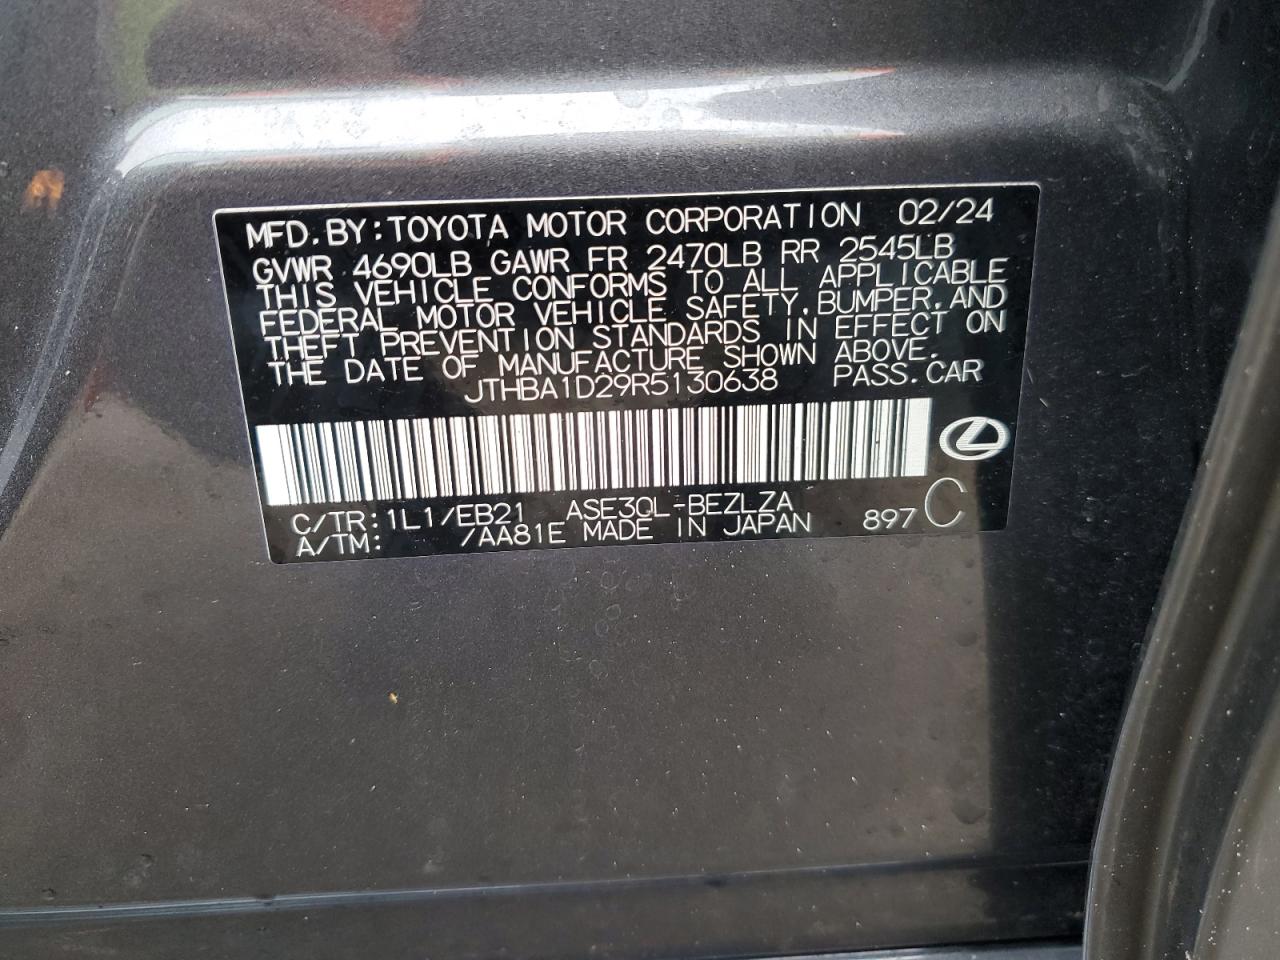 MFD. BY: TOYOTA MOTOR CORPORATION 02/24
GVWR 4690LB GAWR FR 2470LB RR 2545LB
THIS VEHICLE CONFORMS TO ALL APPLICABLE
FEDERAL MOTOR VEHICLE SAFETY, BUMPER, AND
THEFT PREVENTION STANDARDS IN EFFECT ON
THE DATE OF MANUFACTURE SHOWN ABOVE.
JTHBA1D29R5130638 PASS. CAR
C/TR: 1L1/EB21 ASE30L-BEZLZA
A/TM: /AA81E MADE IN JAPAN 897 C